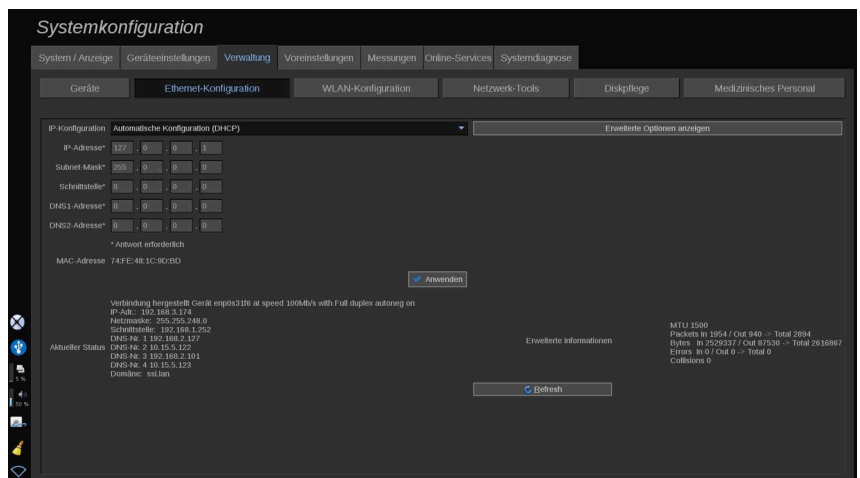 Systemkonfiguration
System / Anzeige Geräteeinstellungen Verwaltung Voreinstellungen Messungen Online-Services Systemdiagnose
Geräte Ethernet-Konfiguration WLAN-Konfiguration Netzwerk-Tools Diskpflege Medizinisches Personal
IP-Konfiguration Automatische Konfiguration (DHCP) Erweiterte Optionen anzeigen
IP-Adresse* 127 . 0 . 0 . 1
Subnet-Mask* 255 . 0 . 0 . 0
Schnittstelle* 0 . 0 . 0 . 0
DNS1-Adresse* 0 . 0 . 0 . 0
DNS2-Adresse* 0 . 0 . 0 . 0
* Antwort erforderlich
MAC-Adresse 74:FE:48:1C:9D:BD
Anwenden
Aktueller Status
Verbindung hergestellt Gerät enp0s31f6 at speed 100Mb/s with Full duplex autoneg on
IP-Adr.: 192.168.3.174
Netzmaske: 255.255.248.0
Schnittstelle: 192.168.1.252
DNS-Nr. 1 192.168.2.127
DNS-Nr. 2 10.15.5.122
DNS-Nr. 3 192.168.2.101
DNS-Nr. 4 10.15.5.123
Domäne: ssi.lan
Erweiterte Informationen
MTU 1500
Packets In 1954 / Out 940 -> Total 2894
Bytes In 2529337 / Out 87530 -> Total 2616867
Errors In 0 / Out 0 -> Total 0
Collisions 0
Refresh
5 %
50 %